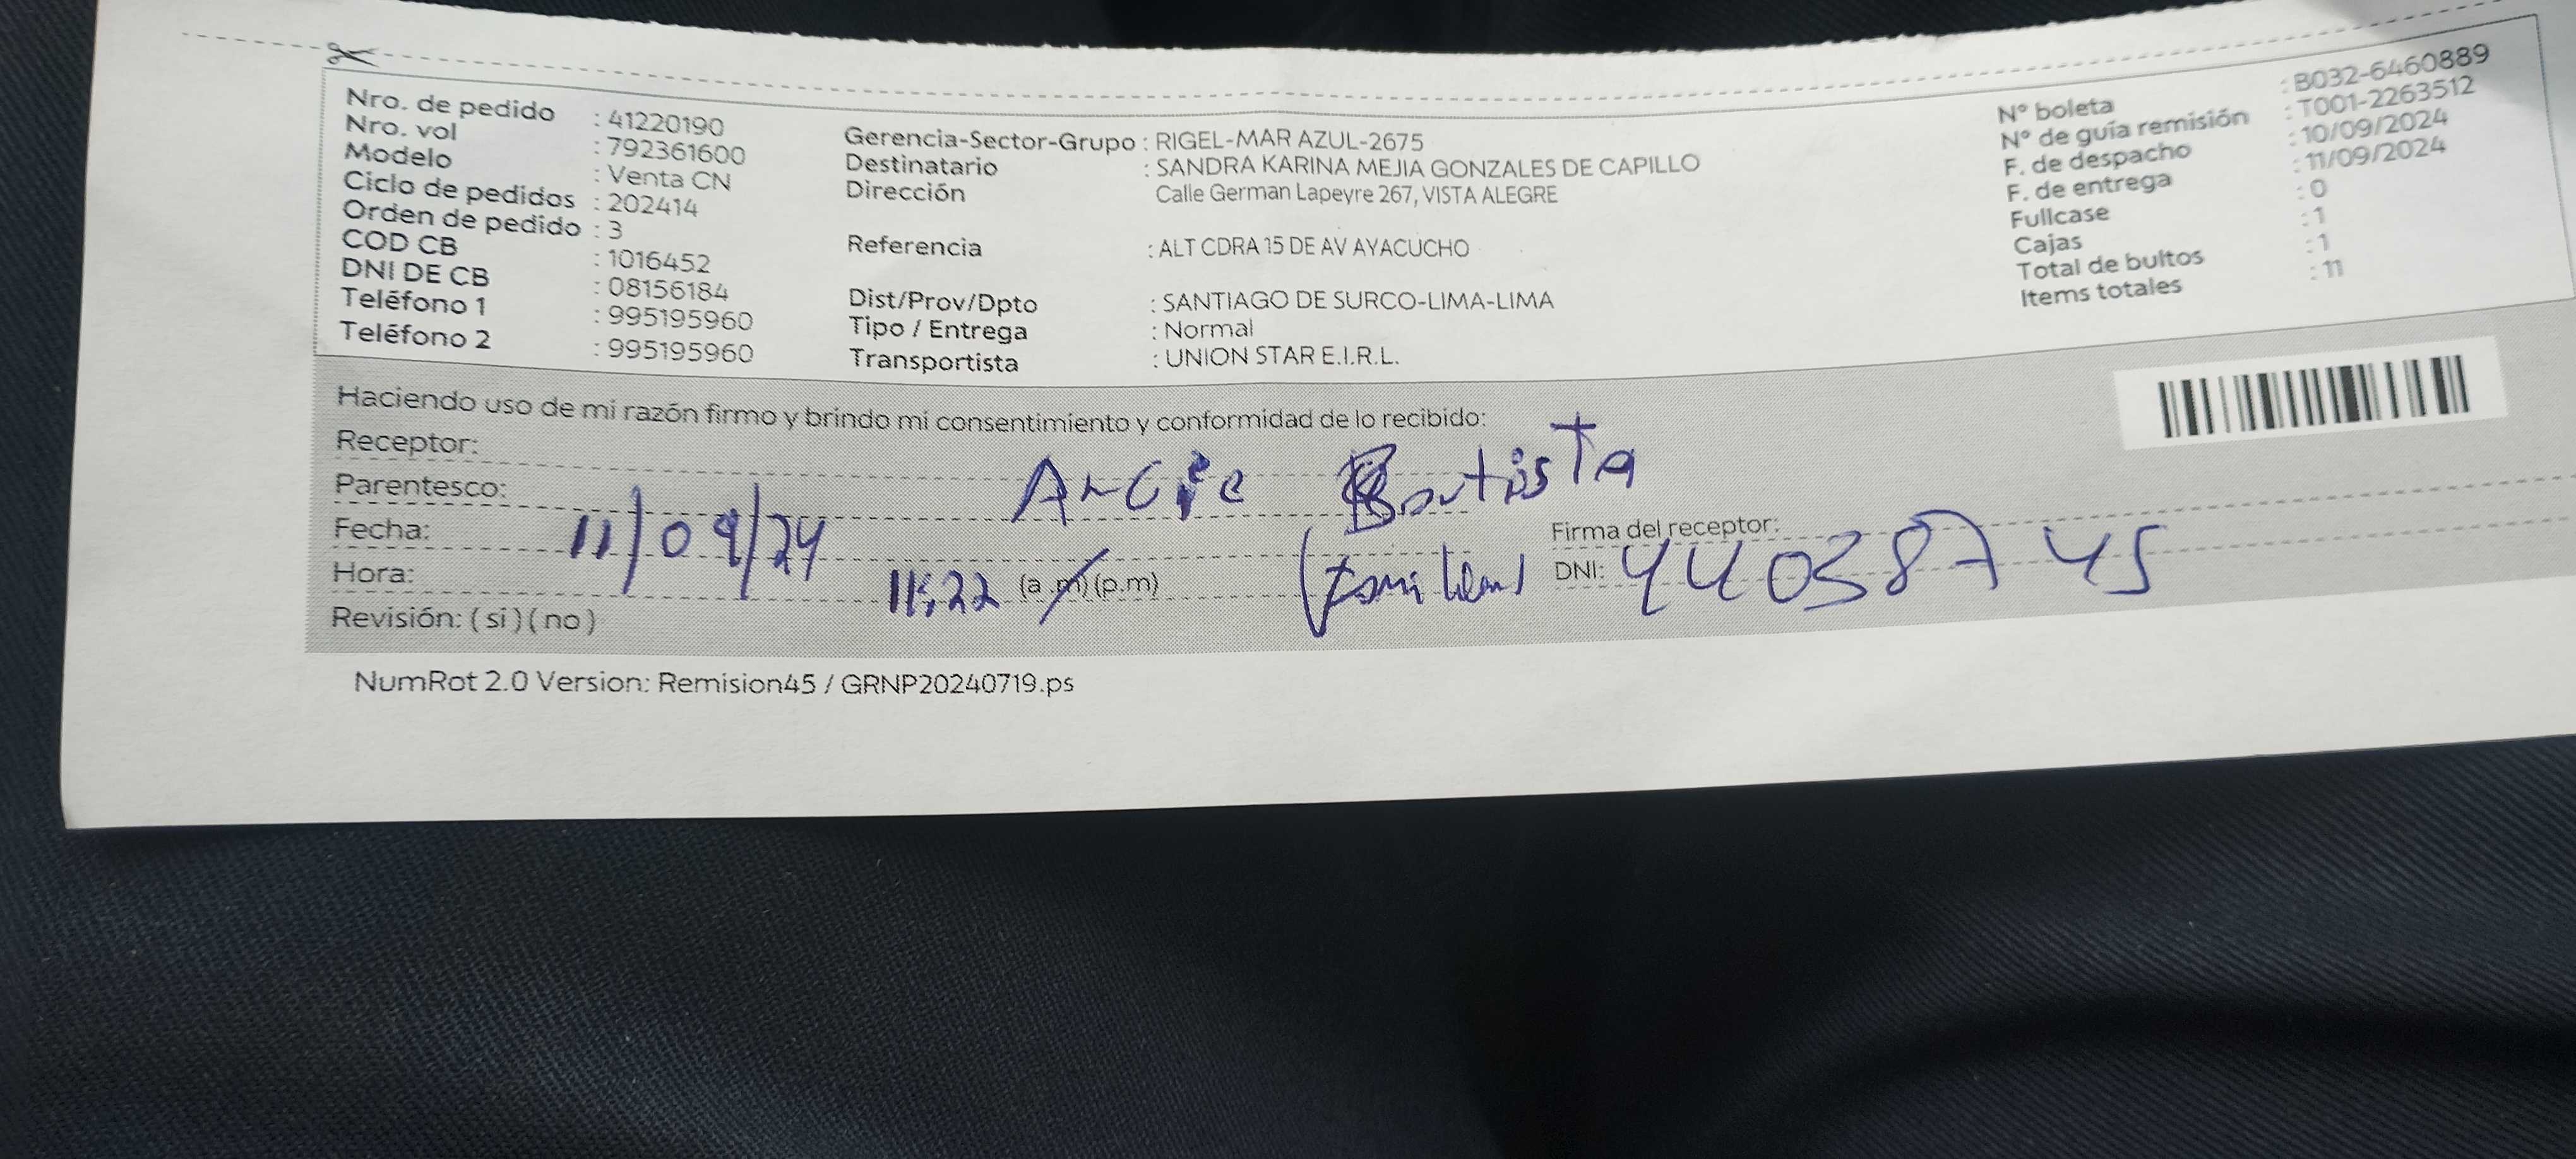 Nro. de pedido : 41220190
Nro. vol : 792361600
Modelo : Venta CN
Ciclo de pedidos : 202414
Orden de pedido : 3
COD CB : 1016452
DNI DE CB : 08156184
Teléfono 1 : 995195960
Teléfono 2 : 995195960
Gerencia-Sector-Grupo : RIGEL-MAR AZUL-2675
Destinatario : SANDRA KARINA MEJIA GONZALES DE CAPILLO
Dirección Calle German Lapeyre 267, VISTA ALEGRE
Referencia : ALT CDRA 15 DE AV AYACUCHO
Dist/Prov/Dpto : SANTIAGO DE SURCO-LIMA-LIMA
Tipo / Entrega : Normal
Transportista : UNION STAR E.I.R.L.
N° boleta : B032-6460889
N° de guía remisión : T001-2263512
F. de despacho : 10/09/2024
F. de entrega : 11/09/2024
Fullcase : 0
Cajas : 1
Total de bultos : 1
Items totales : 11
Haciendo uso de mi razón firmo y brindo mi consentimiento y conformidad de lo recibido:
Receptor:
Parentesco: Bautista
Fecha: 11/09/24
Hora: 11:22 (a.m)(p.m)
Firma del receptor:
DNI: 44038745
Revisión: (si)(no)
NumRot 2.0 Version: Remision45 / GRNP20240719.ps